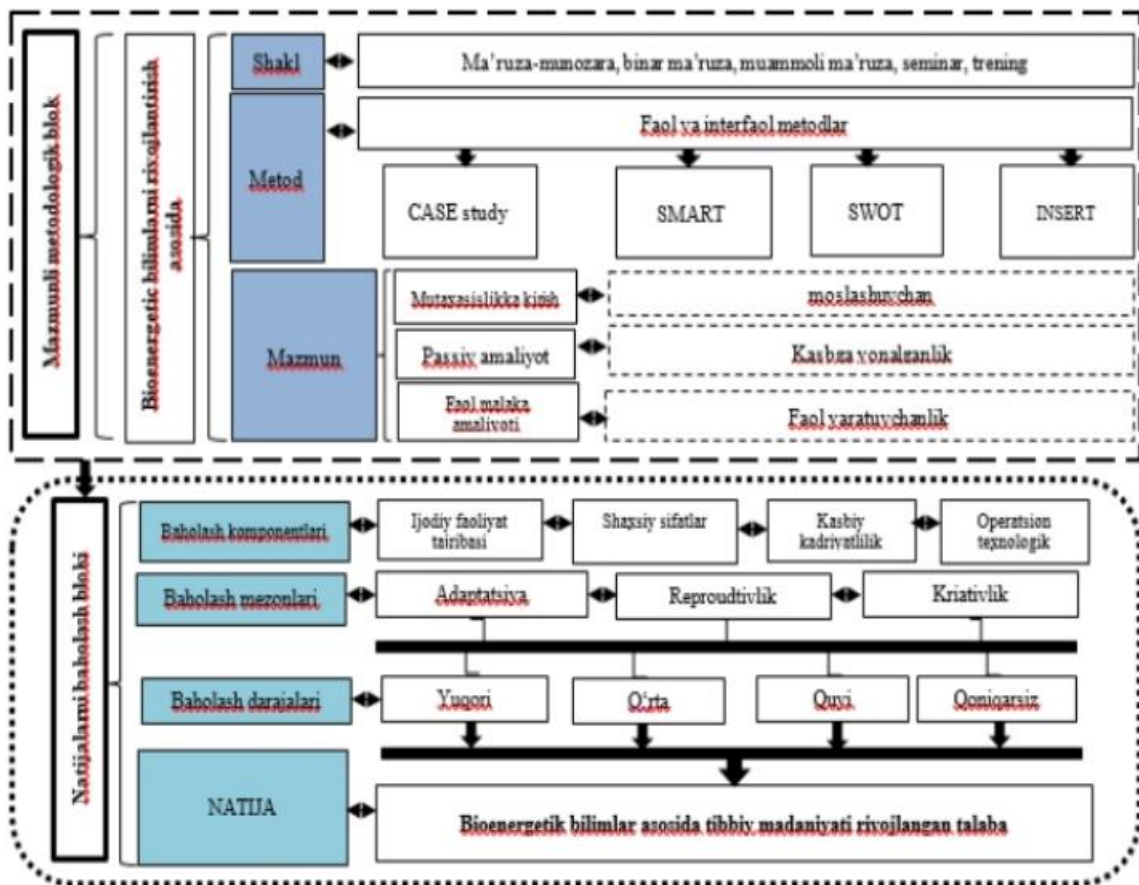 Mazmunli metodologik blok
Bioenergetic bilimlarni rivojlantirish
asosida
Shakl
Ma’ruza-munozara, binar ma’ruza, muammoli ma’ruza, seminar, trening
Metod
Faol va interfaol metodlar
CASE study
SMART
SWOT
INSERT
Mazmun
Mutaxasislikka kirish
moslashuvchan
Passiv amaliyot
Kasbga yonalganlik
Faol malaka
amaliyoti
Faol yaratuvchanlik
Natijalarni baholash bloki
Baholash komponentlari
Ijodiy faoliyat
tajribasi
Shaxsiy sifatlar
Kasbiy
kadriyatlilik
Operatsion
texnologik
Baholash mezonlari
Adaptatsiya
Reproudtivlik
Kriativlik
Baholash darajalari
Yuqori
O‘rta
Quyi
Qoniqarsiz
NATIJA
Bioenergetik bilimlar asosida tibbiy madaniyati rivojlangan talaba